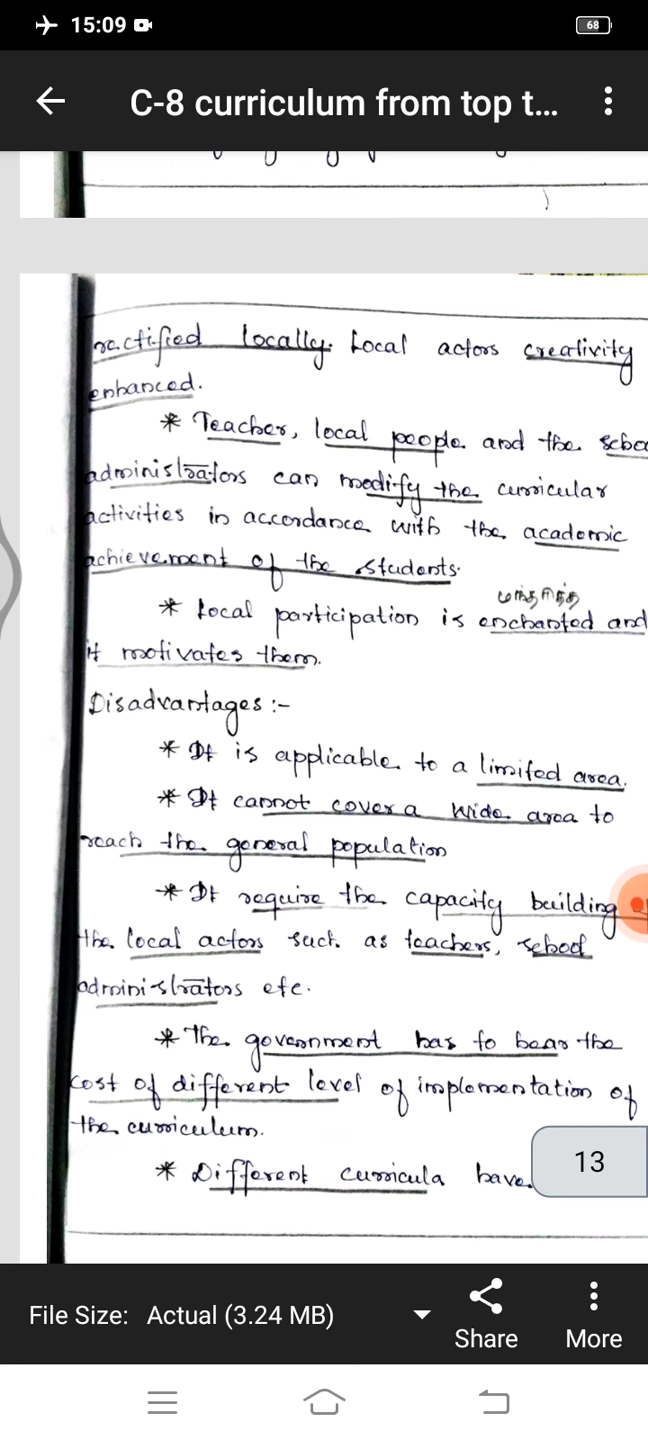 15:09
68
C-8 curriculum from top t...
rectified locally. Local actors creativity
enhanced.
* Teacher, local people and the schoo
administrators can modify the curricular
activities in accordance with the academic
achievement of the students.
* Local participation is enchanted and
it motivates them.
Disadvantages :-
* It is applicable to a limited area.
* It cannot cover a wide area to
reach the general population
* It require the capacity building of
the local actors such as teachers, school
administrators etc.
* The government has to bear the
cost of different level of implementation of
the curriculum.
* Different curricula have
13
File Size: Actual (3.24 MB)
Share
More